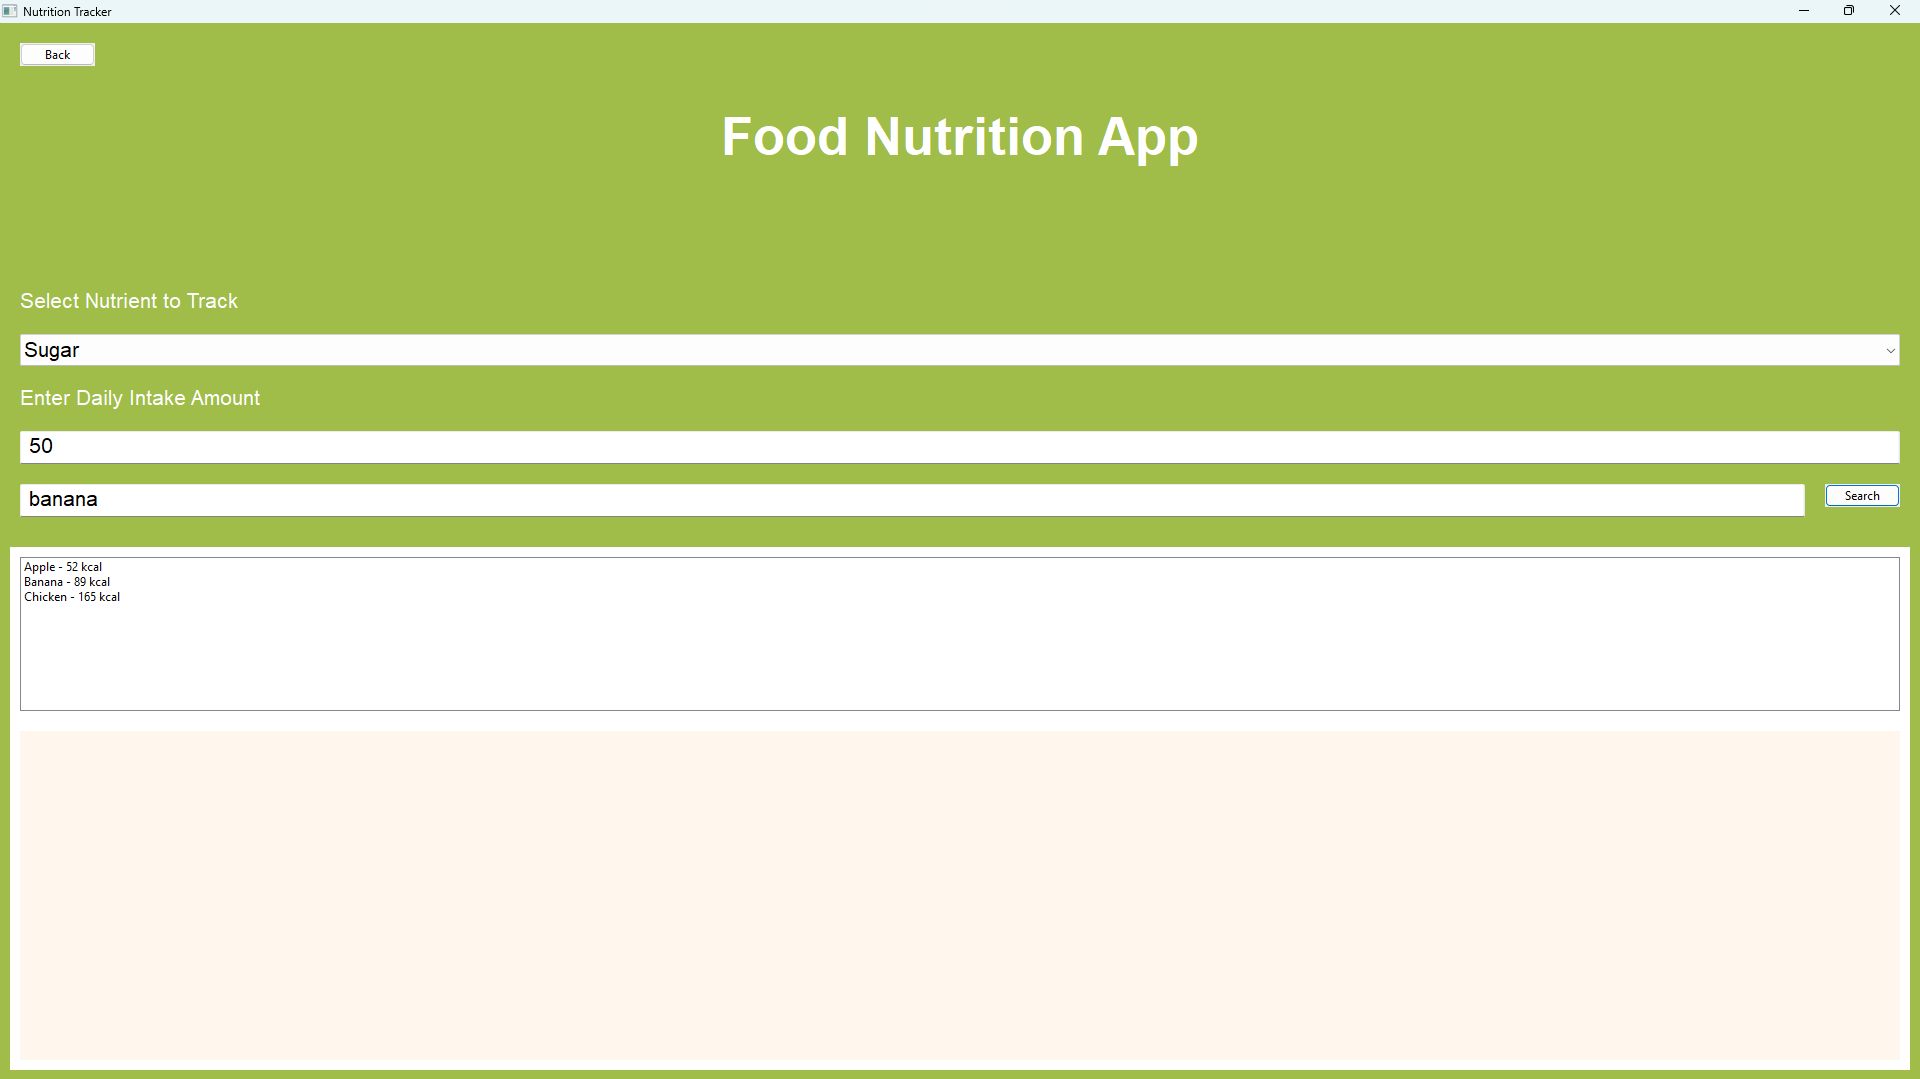 Nutrition Tracker
Back
Food Nutrition App
Select Nutrient to Track
Sugar
Enter Daily Intake Amount
50
banana
Search
Apple - 52 kcal
Banana - 89 kcal
Chicken - 165 kcal